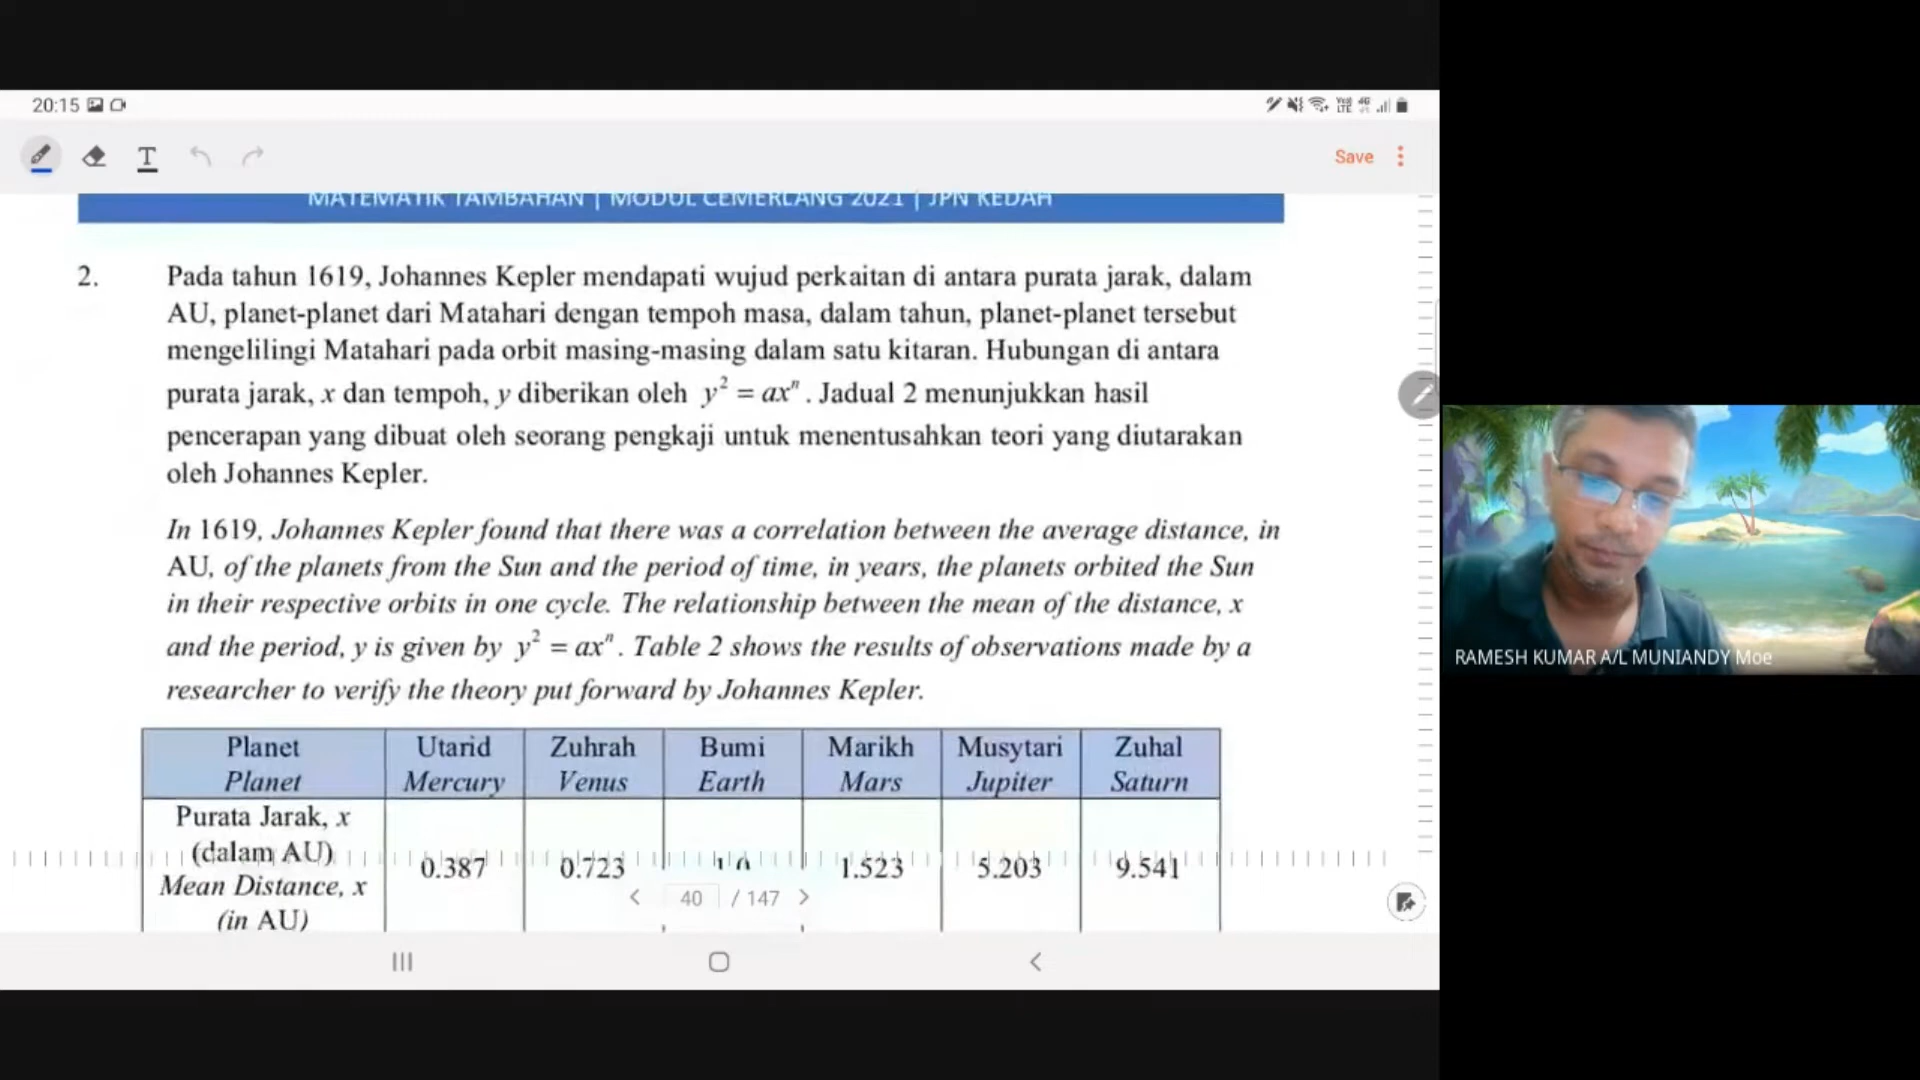 20:15
VoD LTE 4G
T
Save
MATEMATIK TAMBAHAN | MODUL CEMERLANG 2021 | JPN KEDAH
2. Pada tahun 1619, Johannes Kepler mendapati wujud perkaitan di antara purata jarak, dalam
AU, planet-planet dari Matahari dengan tempoh masa, dalam tahun, planet-planet tersebut
mengelilingi Matahari pada orbit masing-masing dalam satu kitaran. Hubungan di antara
purata jarak, x dan tempoh, y diberikan oleh y² = axⁿ. Jadual 2 menunjukkan hasil
pencerapan yang dibuat oleh seorang pengkaji untuk menentusahkan teori yang diutarakan
oleh Johannes Kepler.
In 1619, Johannes Kepler found that there was a correlation between the average distance, in
AU, of the planets from the Sun and the period of time, in years, the planets orbited the Sun
in their respective orbits in one cycle. The relationship between the mean of the distance, x
and the period, y is given by y² = axⁿ. Table 2 shows the results of observations made by a
researcher to verify the theory put forward by Johannes Kepler.
Planet Utarid Zuhrah Bumi Marikh Musytari Zuhal
Planet Mercury Venus Earth Mars Jupiter Saturn
Purata Jarak, x
(dalam AU)
0.387 0.723 1.0 1.523 5.203 9.541
Mean Distance, x
(in AU)
40 / 147
RAMESH KUMAR A/L MUNIANDY Moe